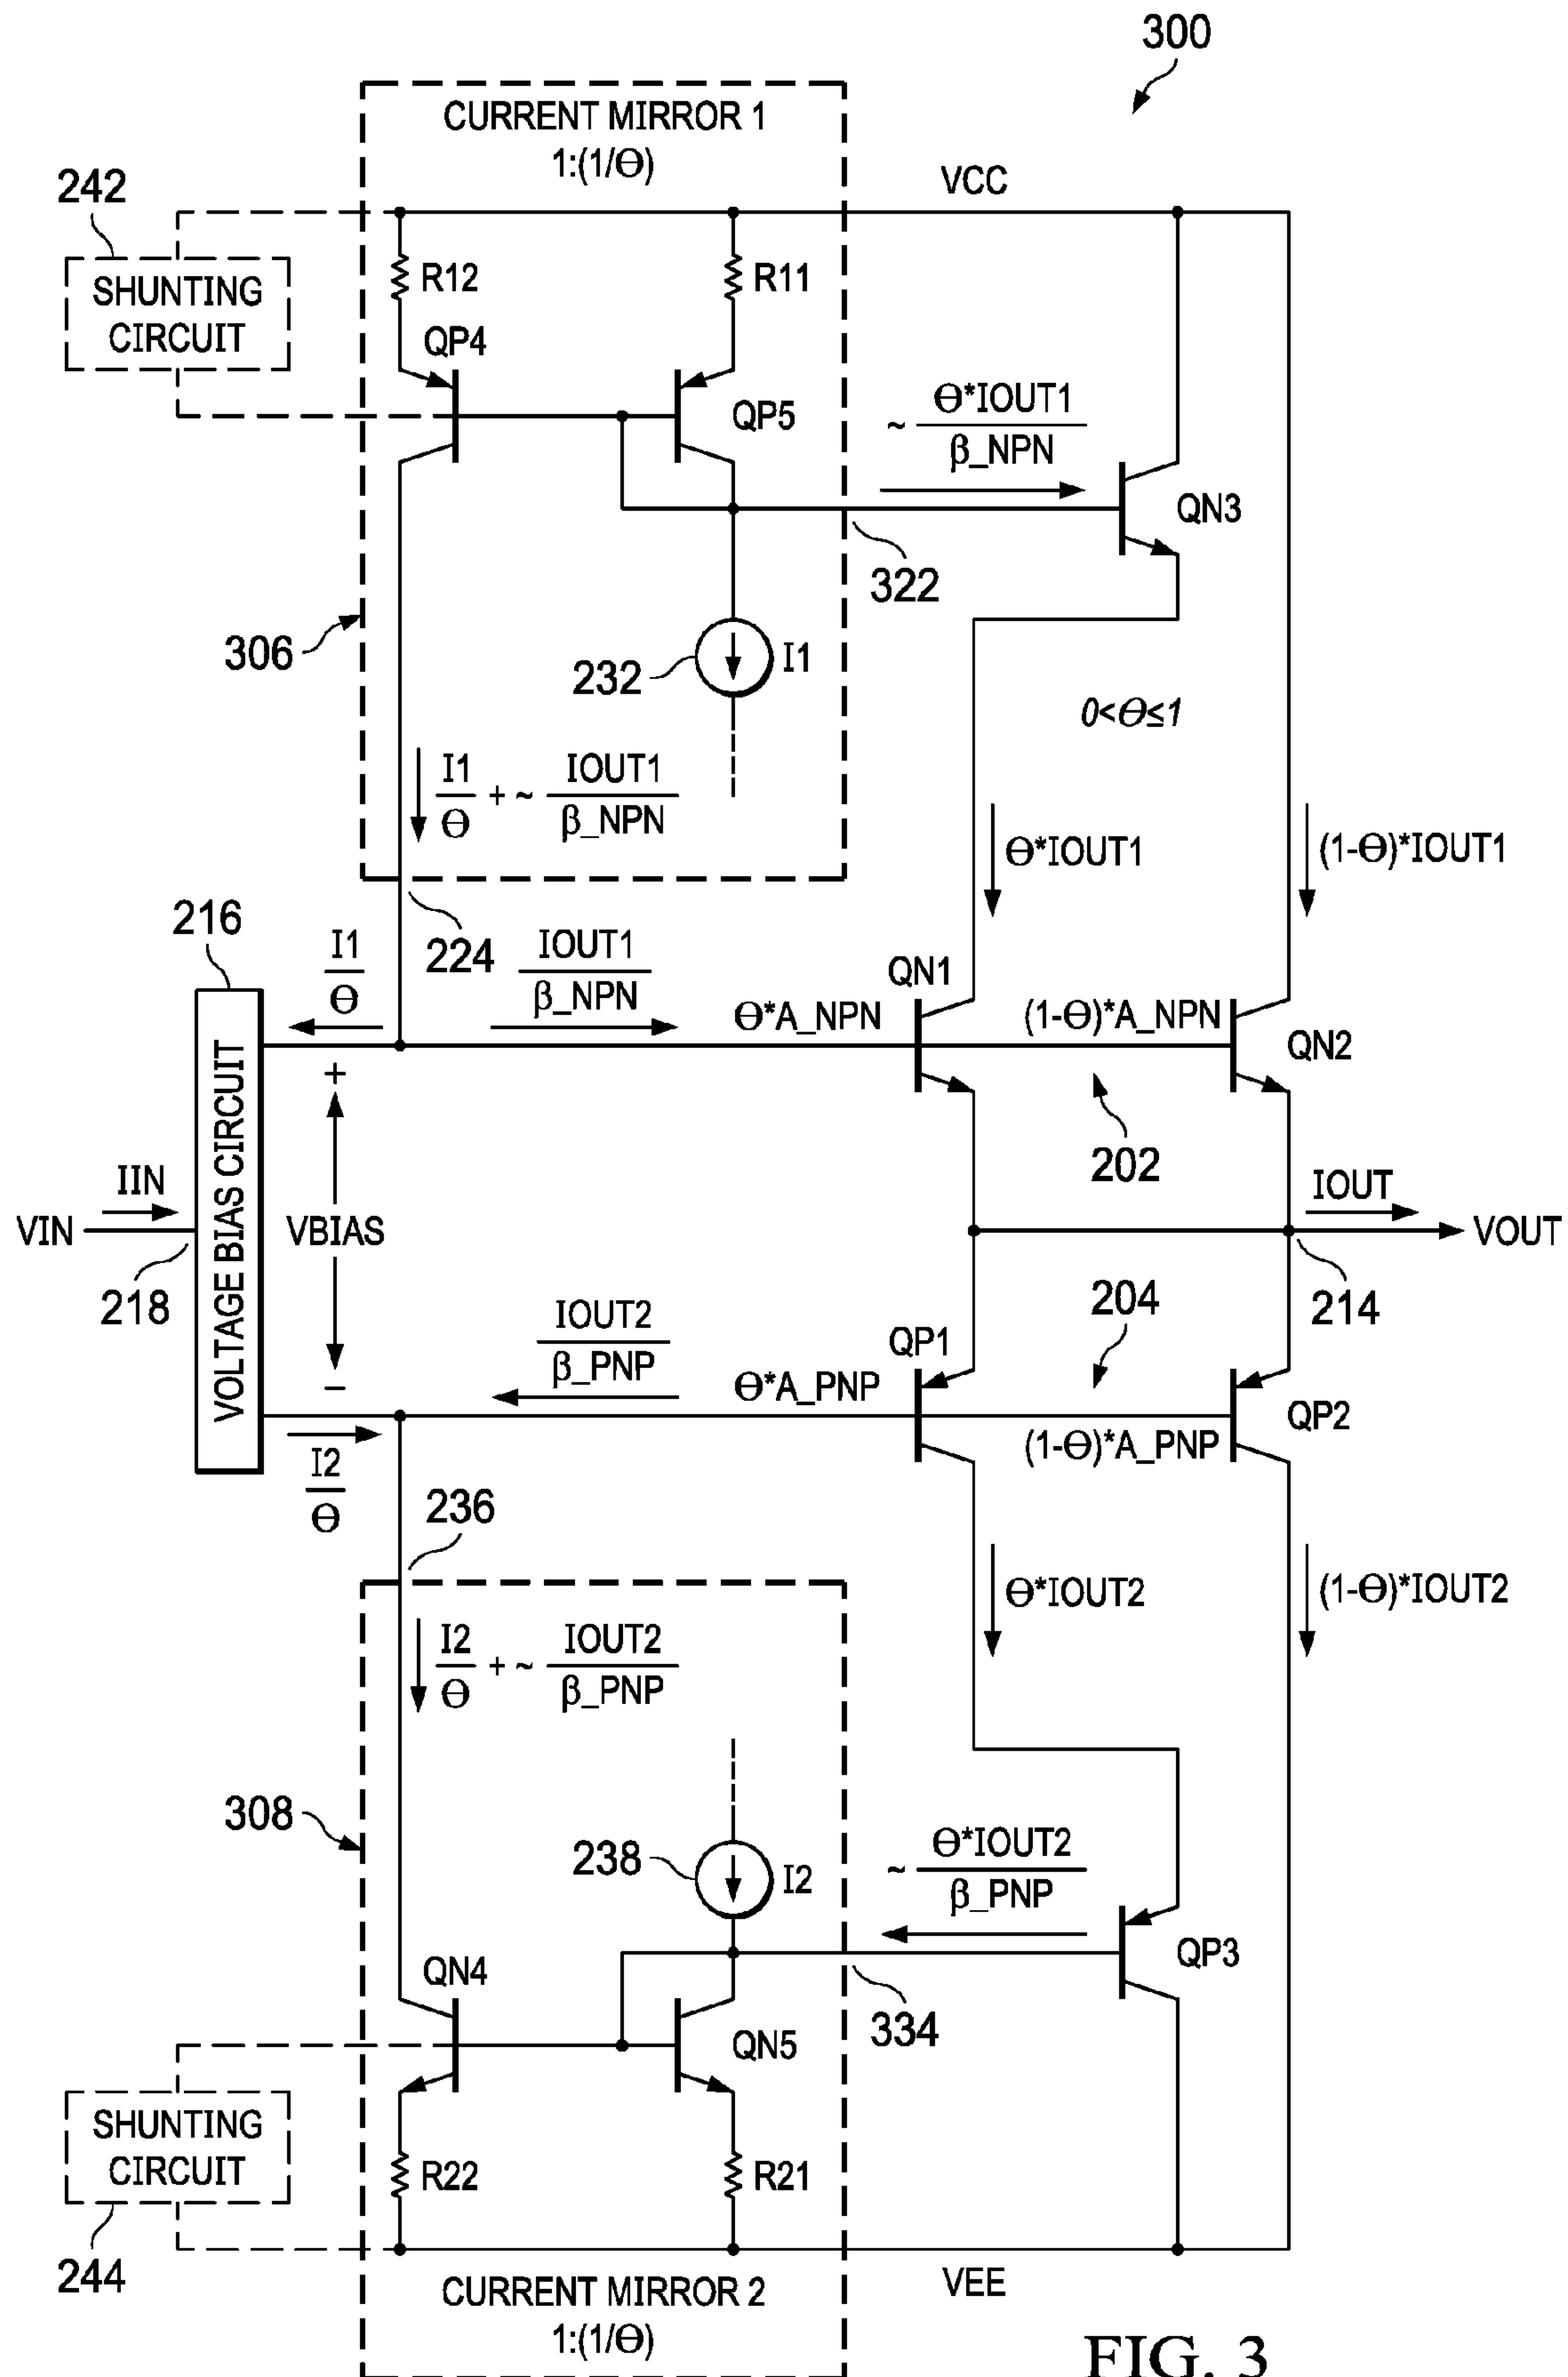 300
CURRENT MIRROR 1
1:(1/Θ)
VCC
242
SHUNTING
CIRCUIT
R12
R11
QP4
QP5
~ Θ*IOUT1
β_NPN
QN3
322
306
232
I1
0<Θ≤1
I1
Θ
+ ~
IOUT1
β_NPN
Θ*IOUT1
(1-Θ)*IOUT1
216
224
I1
Θ
IOUT1
β_NPN
QN1
Θ*A_NPN
(1-Θ)*A_NPN
QN2
+
202
VOLTAGE BIAS CIRCUIT
IIN
VIN
VBIAS
IOUT
VOUT
218
214
204
IOUT2
β_PNP
QP1
–
Θ*A_PNP
QP2
(1-Θ)*A_PNP
I2
Θ
236
Θ*IOUT2
(1-Θ)*IOUT2
I2
Θ
+ ~
IOUT2
β_PNP
308
238
I2
~ Θ*IOUT2
β_PNP
QP3
QN4
334
QN5
SHUNTING
CIRCUIT
R22
R21
244
VEE
CURRENT MIRROR 2
1:(1/Θ)
FIG. 3